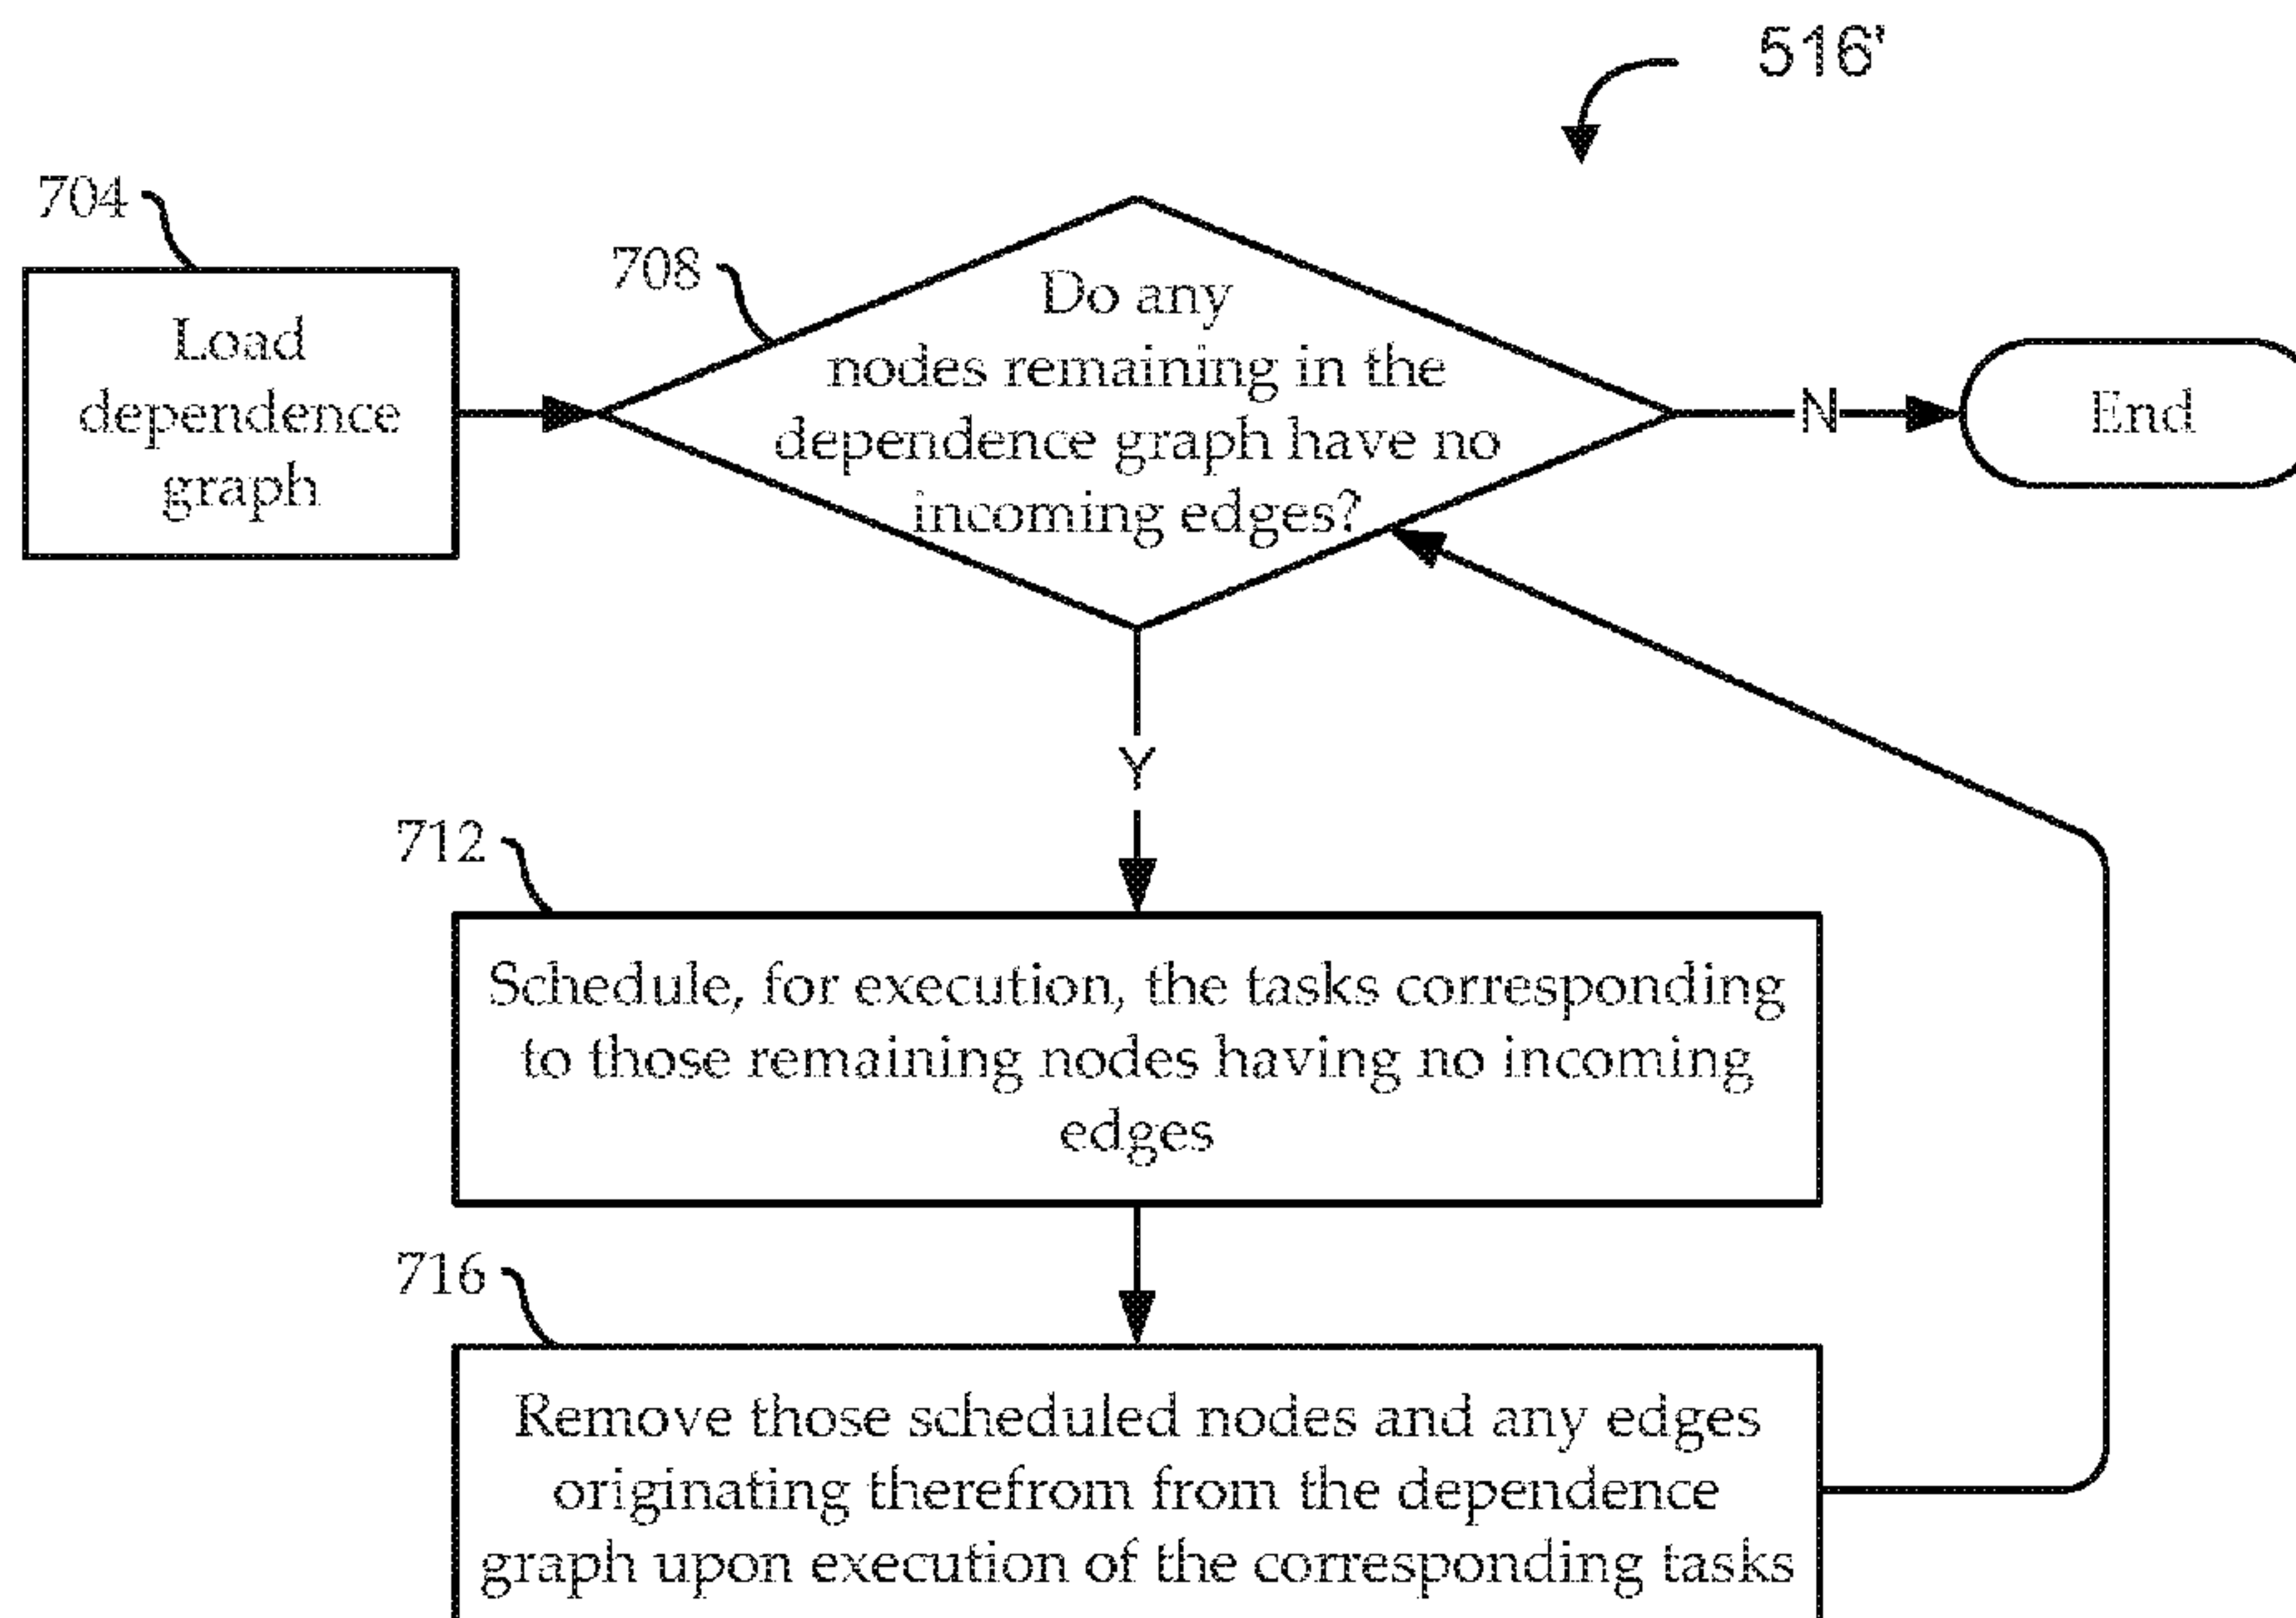 516'
704
Load
dependence
graph
708
Do any
nodes remaining in the
dependence graph have no
incoming edges?
N
End
Y
712
Schedule, for execution, the tasks corresponding
to those remaining nodes having no incoming
edges
716
Remove those scheduled nodes and any edges
originating therefrom from the dependence
graph upon execution of the corresponding tasks